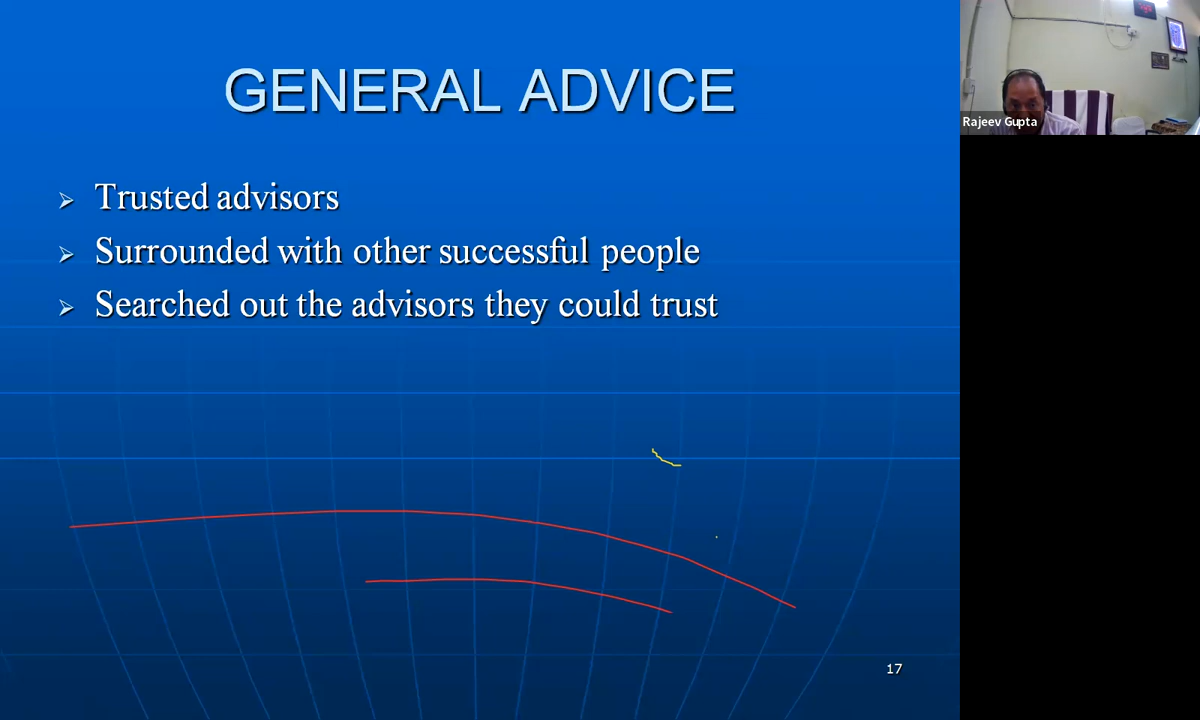 GENERAL ADVICE
Trusted advisors
Surrounded with other successful people
Searched out the advisors they could trust
17
Rajeev Gupta